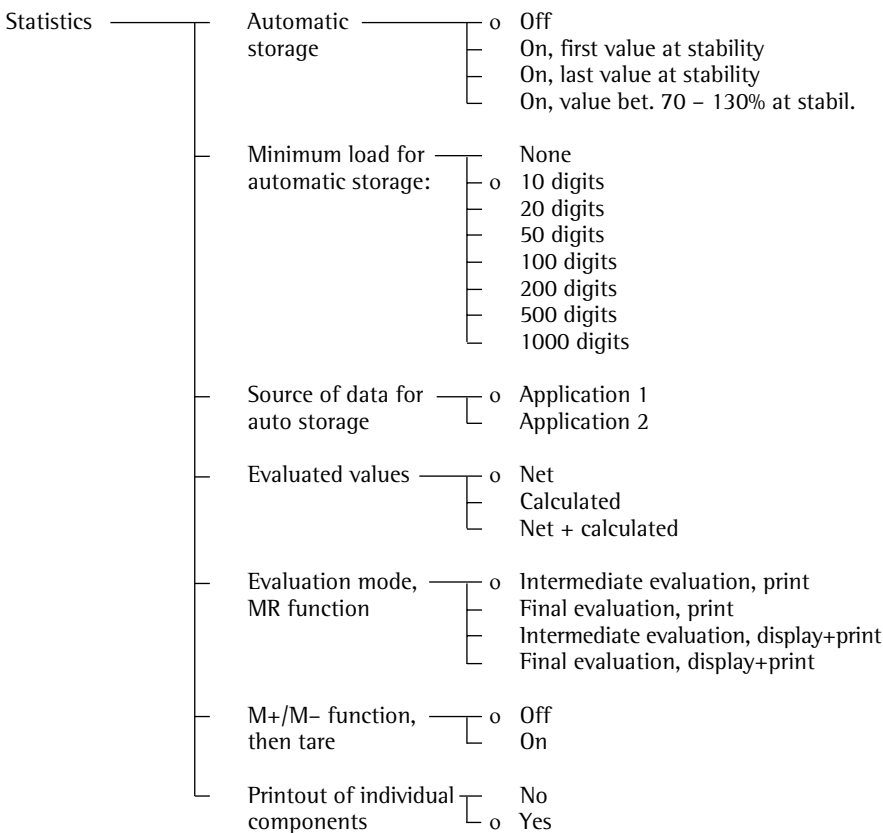 Statistics Automatic o Off
storage On, first value at stability
On, last value at stability
On, value bet. 70 – 130% at stabil.
Minimum load for None
automatic storage: o 10 digits
20 digits
50 digits
100 digits
200 digits
500 digits
1000 digits
Source of data for o Application 1
auto storage Application 2
Evaluated values o Net
Calculated
Net + calculated
Evaluation mode, o Intermediate evaluation, print
MR function Final evaluation, print
Intermediate evaluation, display+print
Final evaluation, display+print
M+/M– function, o Off
then tare On
Printout of individual No
components o Yes